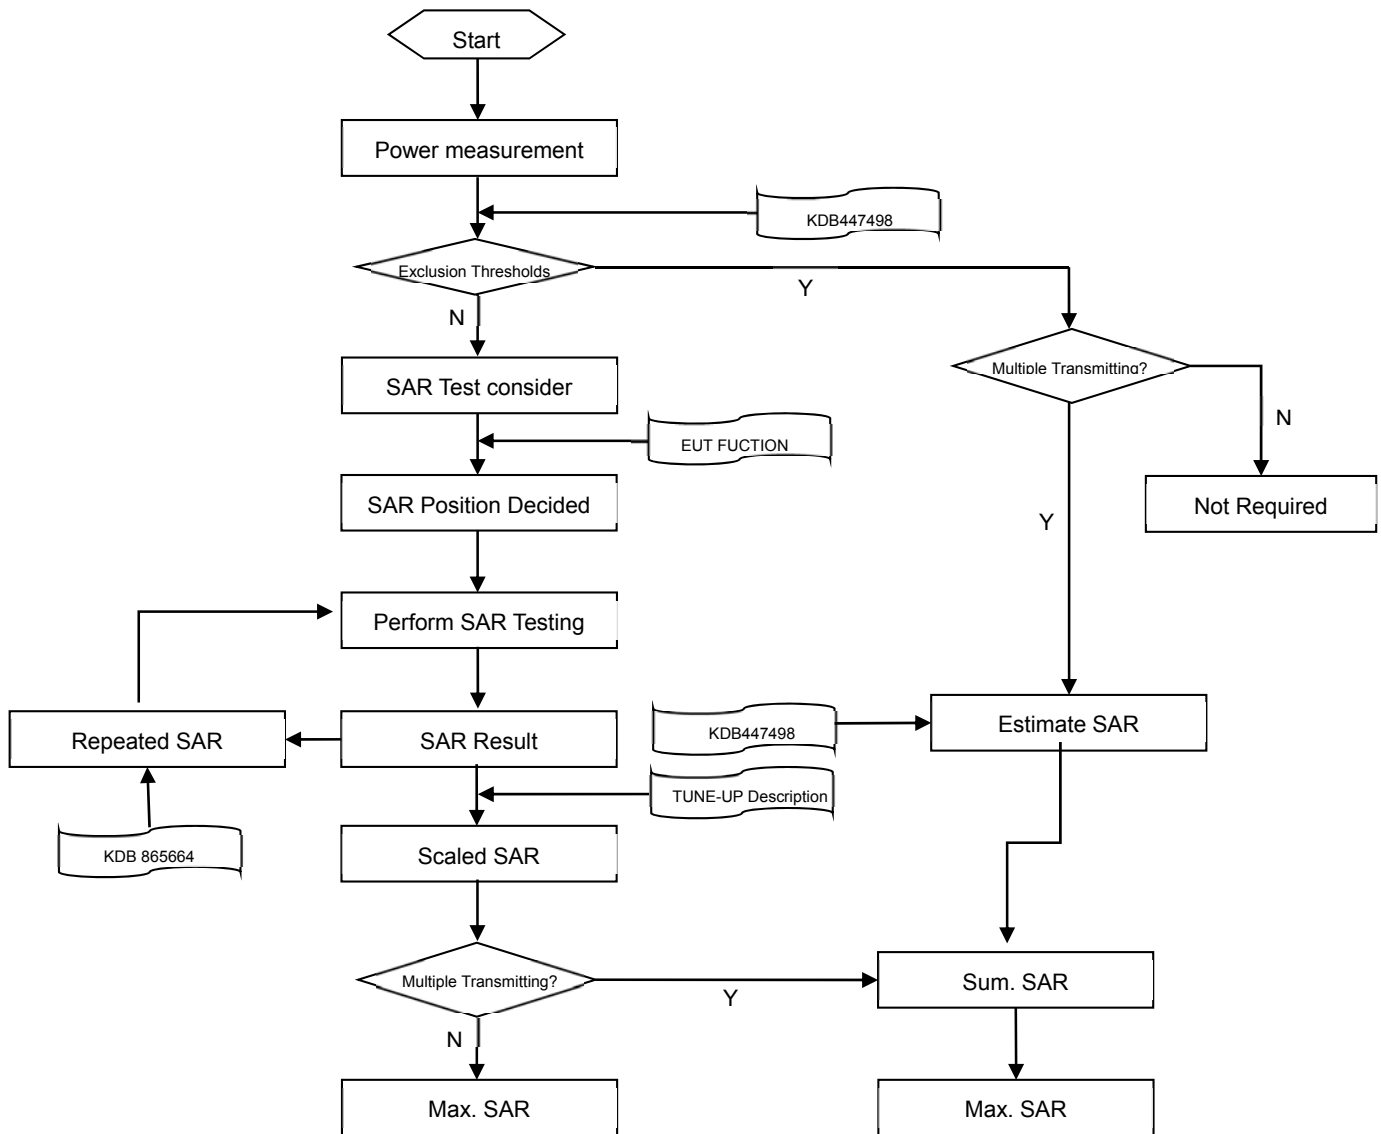 Start
Power measurement
KDB447498
Exclusion Thresholds
Y
N
Multiple Transmitting?
SAR Test consider
N
EUT FUCTION
SAR Position Decided
Not Required
Y
Perform SAR Testing
Repeated SAR
SAR Result
KDB447498
Estimate SAR
TUNE-UP Description
KDB 865664
Scaled SAR
Multiple Transmitting?
Y
Sum. SAR
N
Max. SAR
Max. SAR